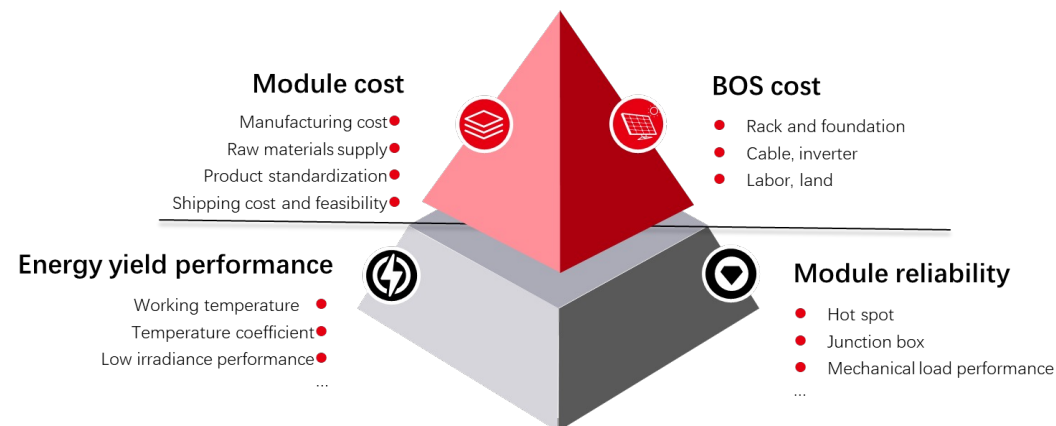 Module cost
Manufacturing cost
Raw materials supply
Product standardization
Shipping cost and feasibility
BOS cost
Rack and foundation
Cable, inverter
Labor, land
Energy yield performance
Working temperature
Temperature coefficient
Low irradiance performance
...
Module reliability
Hot spot
Junction box
Mechanical load performance
...